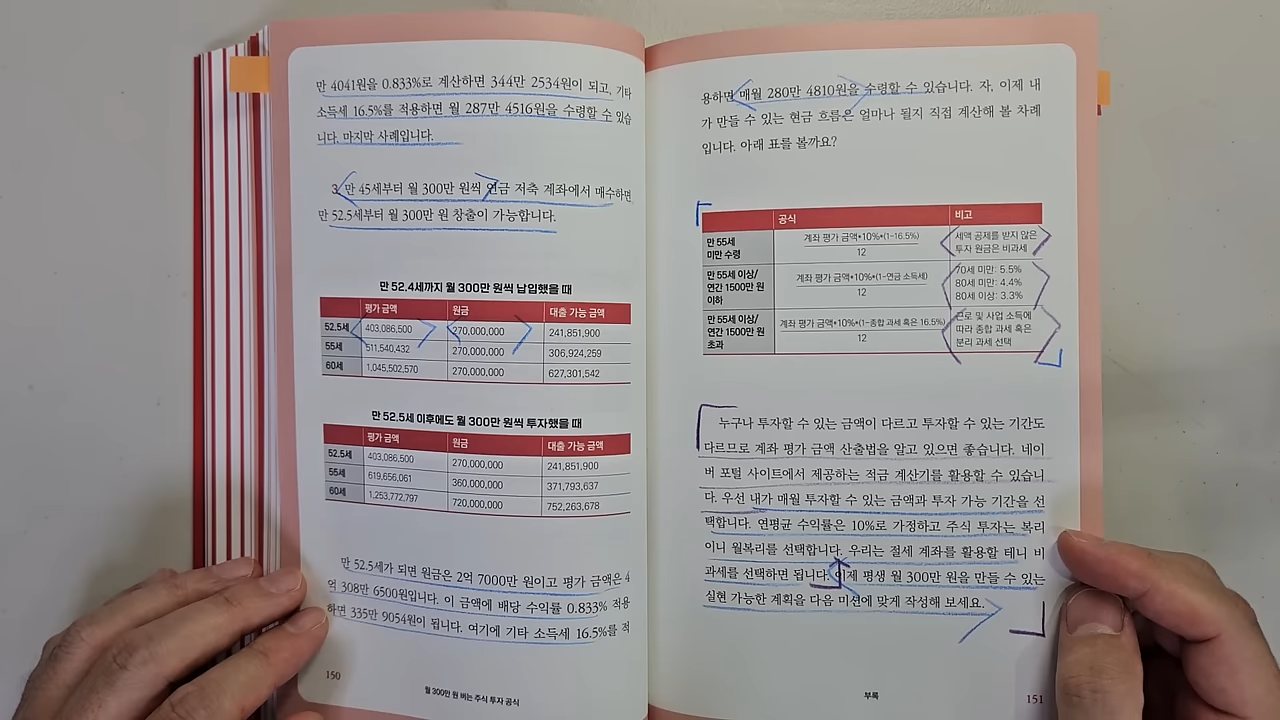 만 4041원을 0.833%로 계산하면 344만 2534원이 되고, 기타
소득세 16.5%를 적용하면 월 287만 4516원을 수령할 수 있습
니다. 마지막 사례입니다.
3. 만 45세부터 월 300만 원씩 연금 저축 계좌에서 매수하면,
만 52.5세부터 월 300만 원 창출이 가능합니다.
만 52.4세까지 월 300만 원씩 납입했을 때
평가 금액 원금 대출 가능 금액
52.5세 403,086,500 270,000,000 241,851,900
55세 511,540,432 270,000,000 306,924,259
60세 1,045,502,570 270,000,000 627,301,542
만 52.5세 이후에도 월 300만 원씩 투자했을 때
평가 금액 원금 대출 가능 금액
52.5세 403,086,500 270,000,000 241,851,900
55세 619,656,061 360,000,000 371,793,637
60세 1,253,772,797 720,000,000 752,263,678
만 52.5세가 되면 원금은 2억 7000만 원이고 평가 금액은 4
억 308만 6500원입니다. 이 금액에 배당 수익률 0.833% 적용
하면 335만 9054원이 됩니다. 여기에 기타 소득세 16.5%를 적
150
월 300만 원 버는 주식 투자 공식
용하면 매월 280만 4810원을 수령할 수 있습니다. 자, 이제 내
가 만들 수 있는 현금 흐름은 얼마나 될지 직접 계산해 볼 차례
입니다. 아래 표를 볼까요?
공식 비고
만 55세
미만 수령
계좌 평가 금액*10%*(1-16.5%)
12
세액 공제를 받지 않은
투자 원금은 비과세
만 55세 이상/
연간 1500만 원
이하
계좌 평가 금액*10%*(1-연금 소득세)
12
70세 미만: 5.5%
80세 미만: 4.4%
80세 이상: 3.3%
만 55세 이상/
연간 1500만 원
초과
계좌 평가 금액*10%*(1-종합 과세 혹은 16.5%)
12
근로 및 사업 소득에
따라 종합 과세 혹은
분리 과세 선택
누구나 투자할 수 있는 금액이 다르고 투자할 수 있는 기간도
다르므로 계좌 평가 금액 산출법을 알고 있으면 좋습니다. 네이
버 포털 사이트에서 제공하는 적금 계산기를 활용할 수 있습니
다. 우선 내가 매월 투자할 수 있는 금액과 투자 가능 기간을 선
택합니다. 연평균 수익률은 10%로 가정하고 주식 투자는 복리
이니 월복리를 선택합니다. 우리는 절세 계좌를 활용할 테니 비
과세를 선택하면 됩니다. 이제 평생 월 300만 원을 만들 수 있는
실현 가능한 계획을 다음 미션에 맞게 작성해 보세요.
부록
151